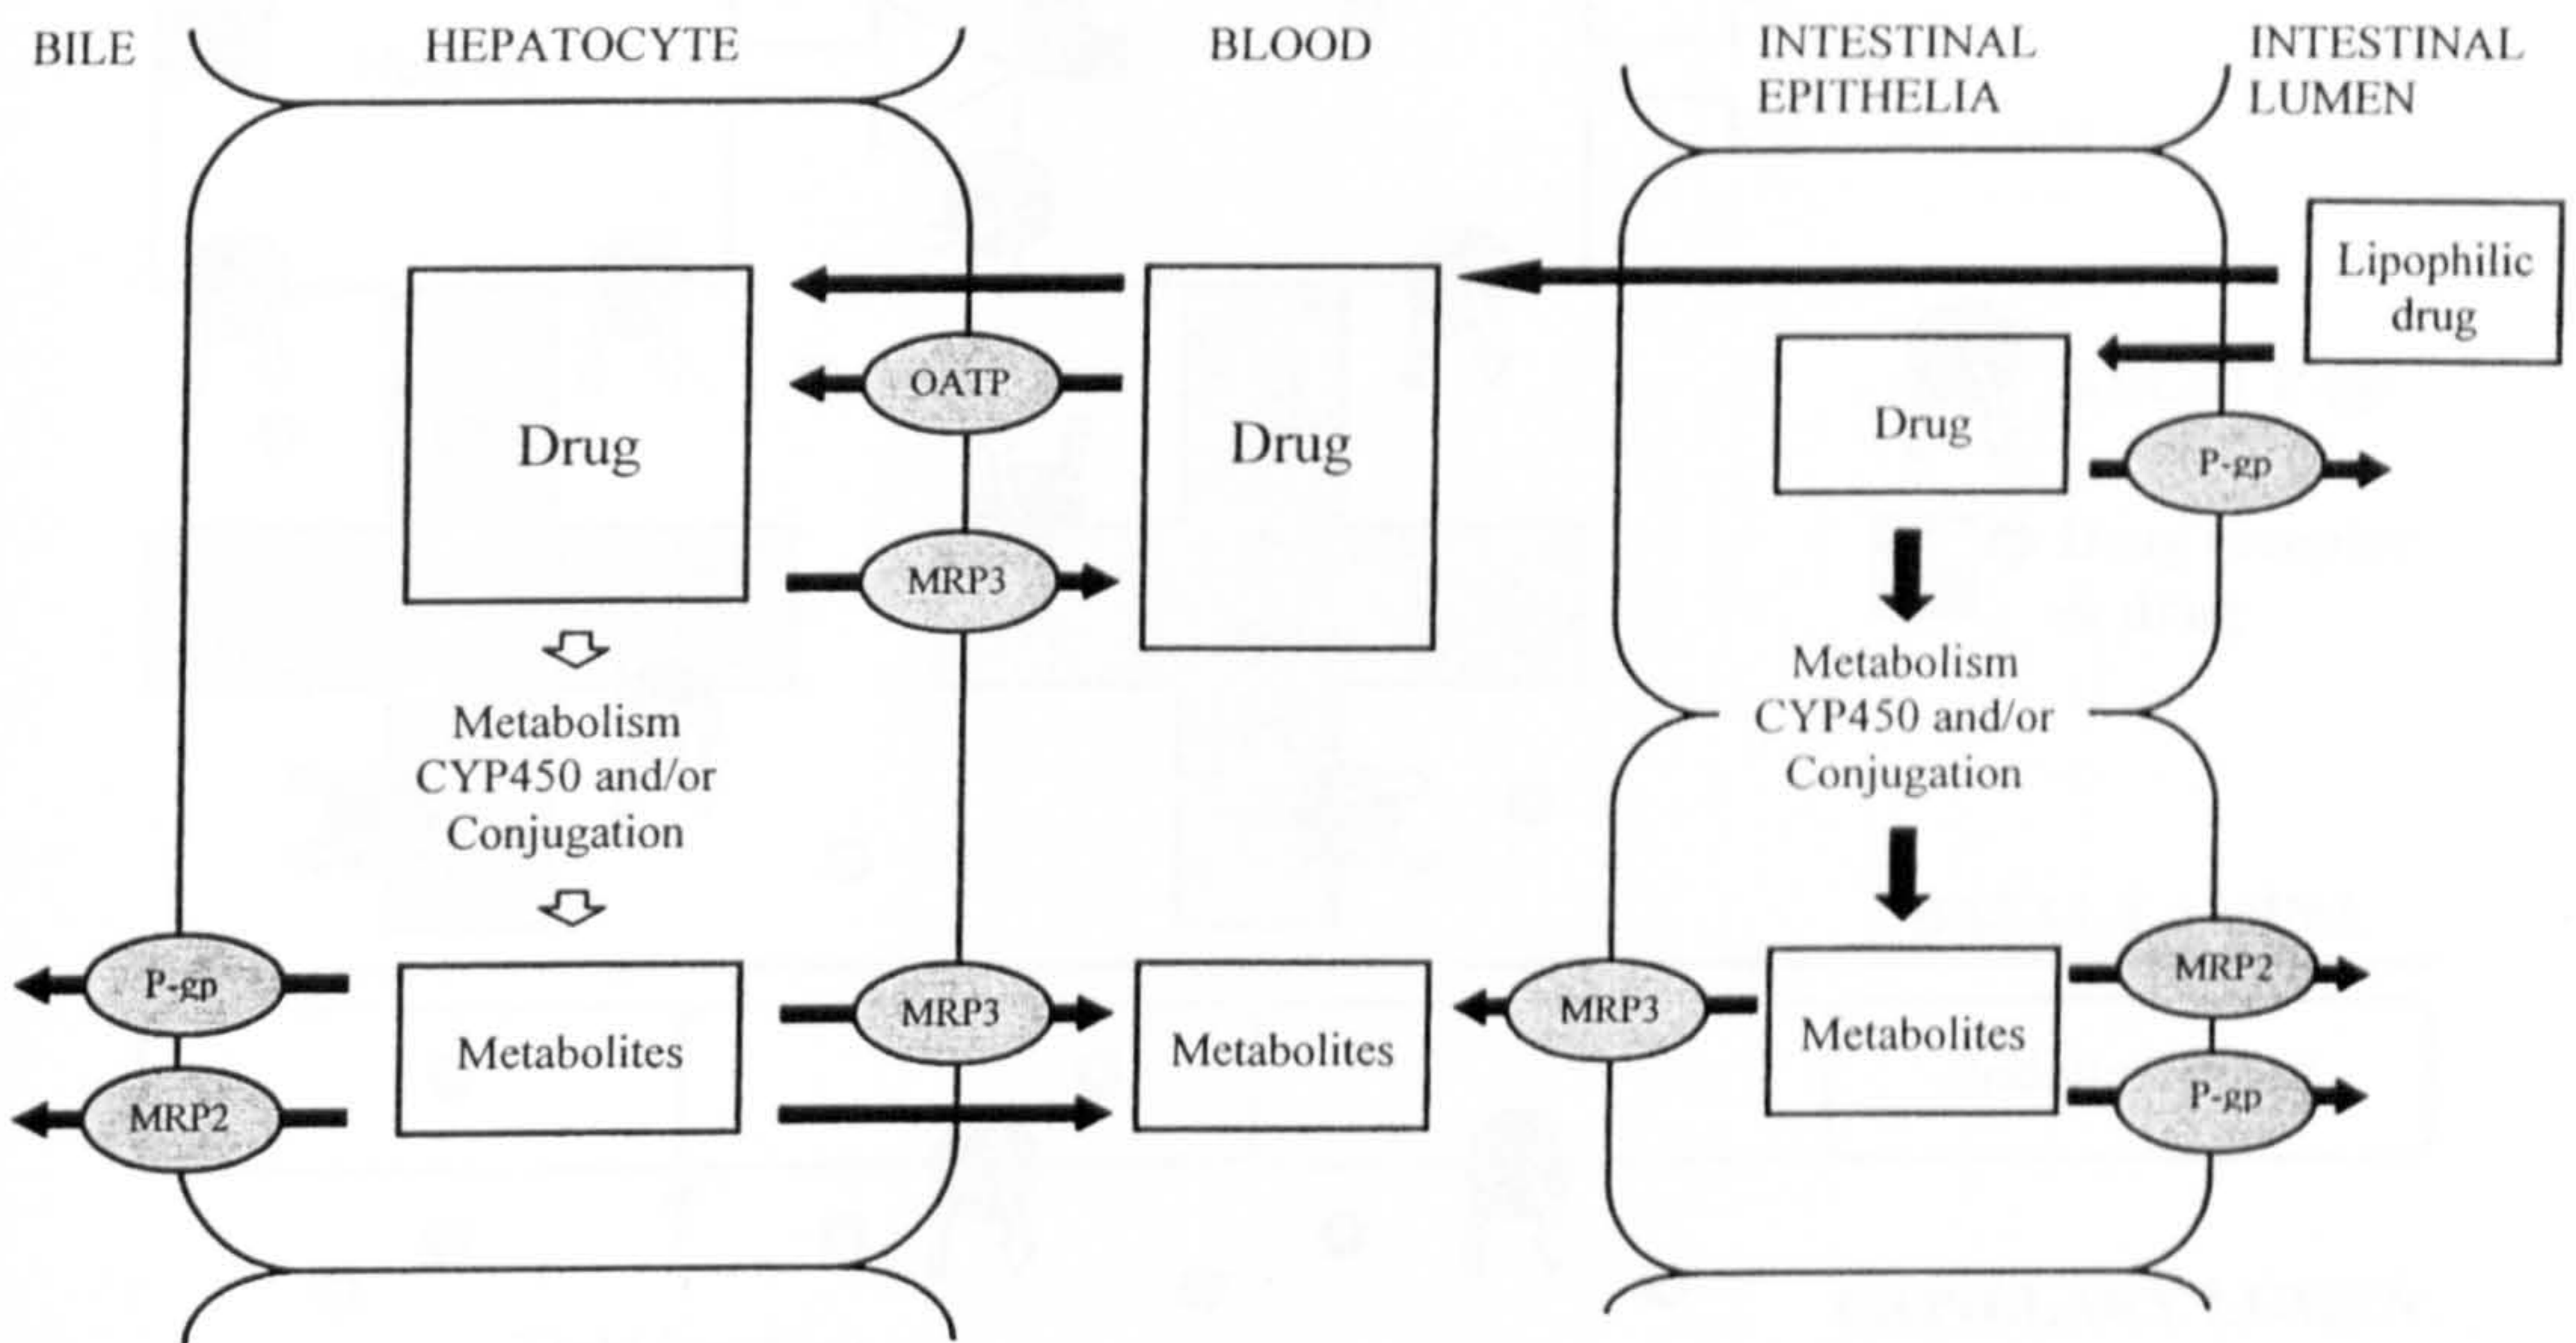 BILE
HEPATOCYTE
BLOOD
INTESTINAL
EPITHELIA
INTESTINAL
LUMEN
Lipophilic
drug
Drug
OATP
MRP3
Drug
Drug
P-gp
Metabolism
CYP450 and/or
Conjugation
Metabolism
CYP450 and/or
Conjugation
P-gp
MRP2
Metabolites
MRP3
Metabolites
MRP3
Metabolites
MRP2
P-gp